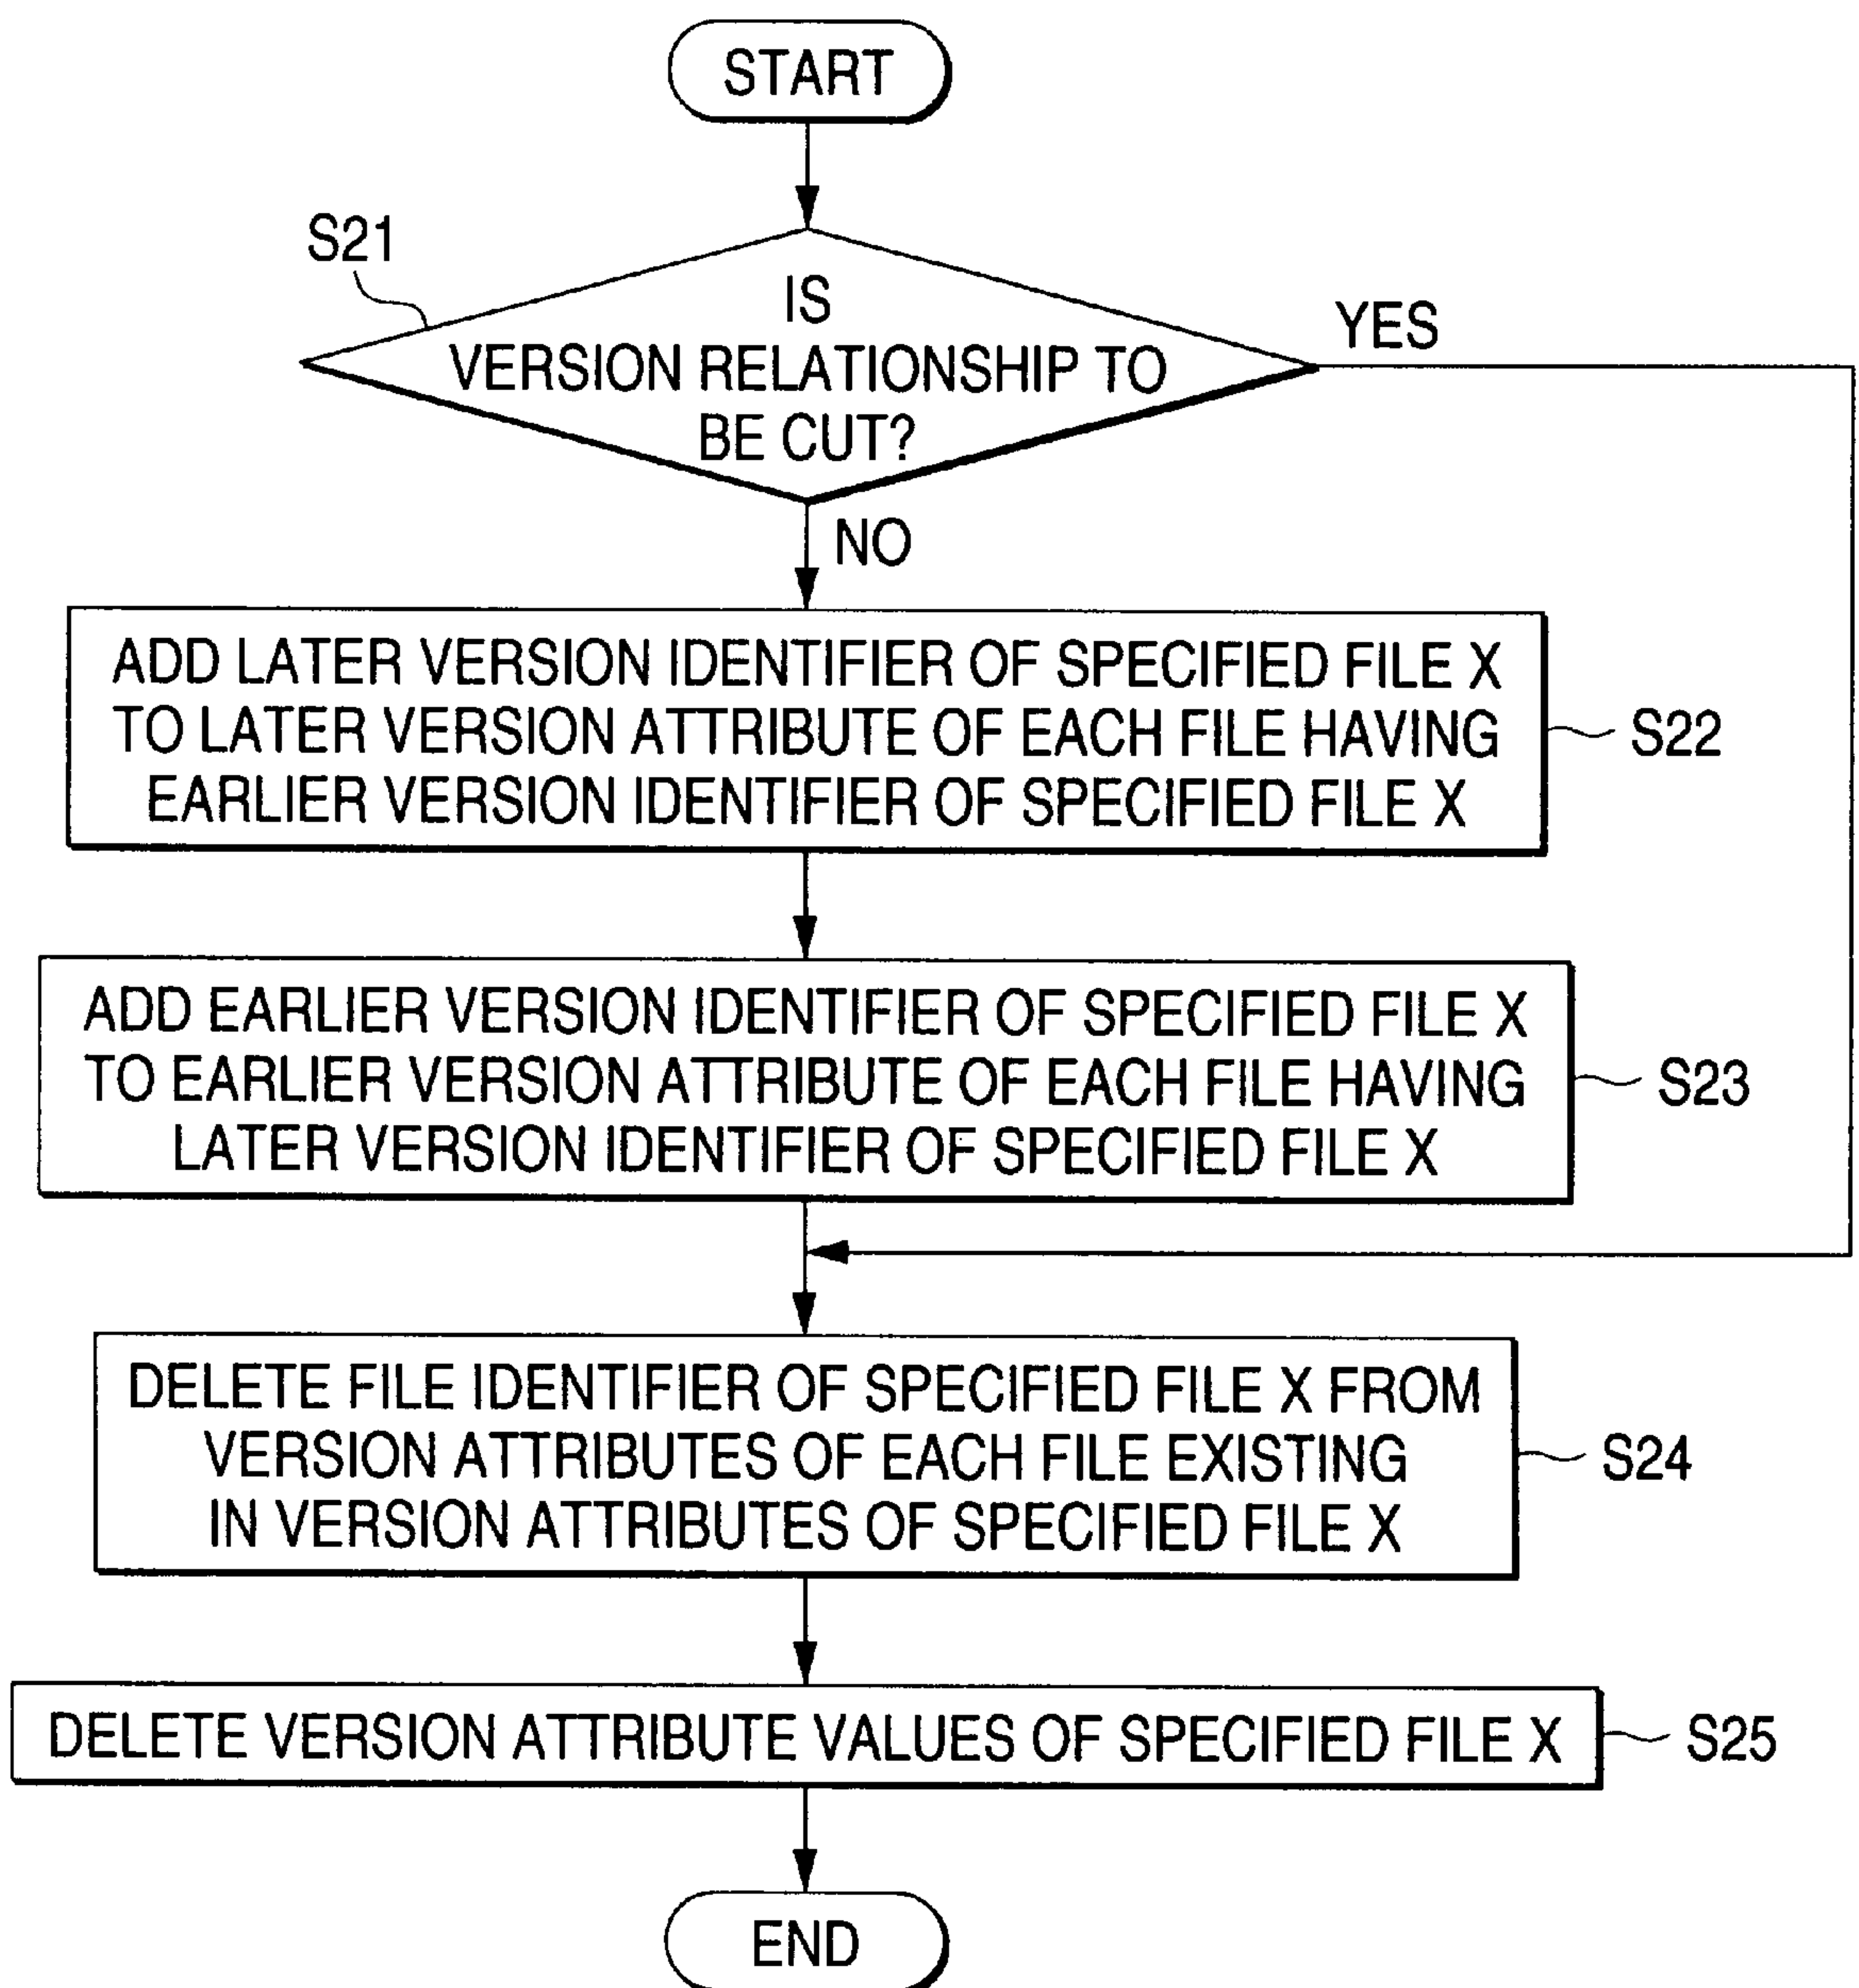 START
S21
IS
VERSION RELATIONSHIP TO
BE CUT?
YES
NO
ADD LATER VERSION IDENTIFIER OF SPECIFIED FILE X
TO LATER VERSION ATTRIBUTE OF EACH FILE HAVING
EARLIER VERSION IDENTIFIER OF SPECIFIED FILE X
S22
ADD EARLIER VERSION IDENTIFIER OF SPECIFIED FILE X
TO EARLIER VERSION ATTRIBUTE OF EACH FILE HAVING
LATER VERSION IDENTIFIER OF SPECIFIED FILE X
S23
DELETE FILE IDENTIFIER OF SPECIFIED FILE X FROM
VERSION ATTRIBUTES OF EACH FILE EXISTING
IN VERSION ATTRIBUTES OF SPECIFIED FILE X
S24
DELETE VERSION ATTRIBUTE VALUES OF SPECIFIED FILE X
S25
END